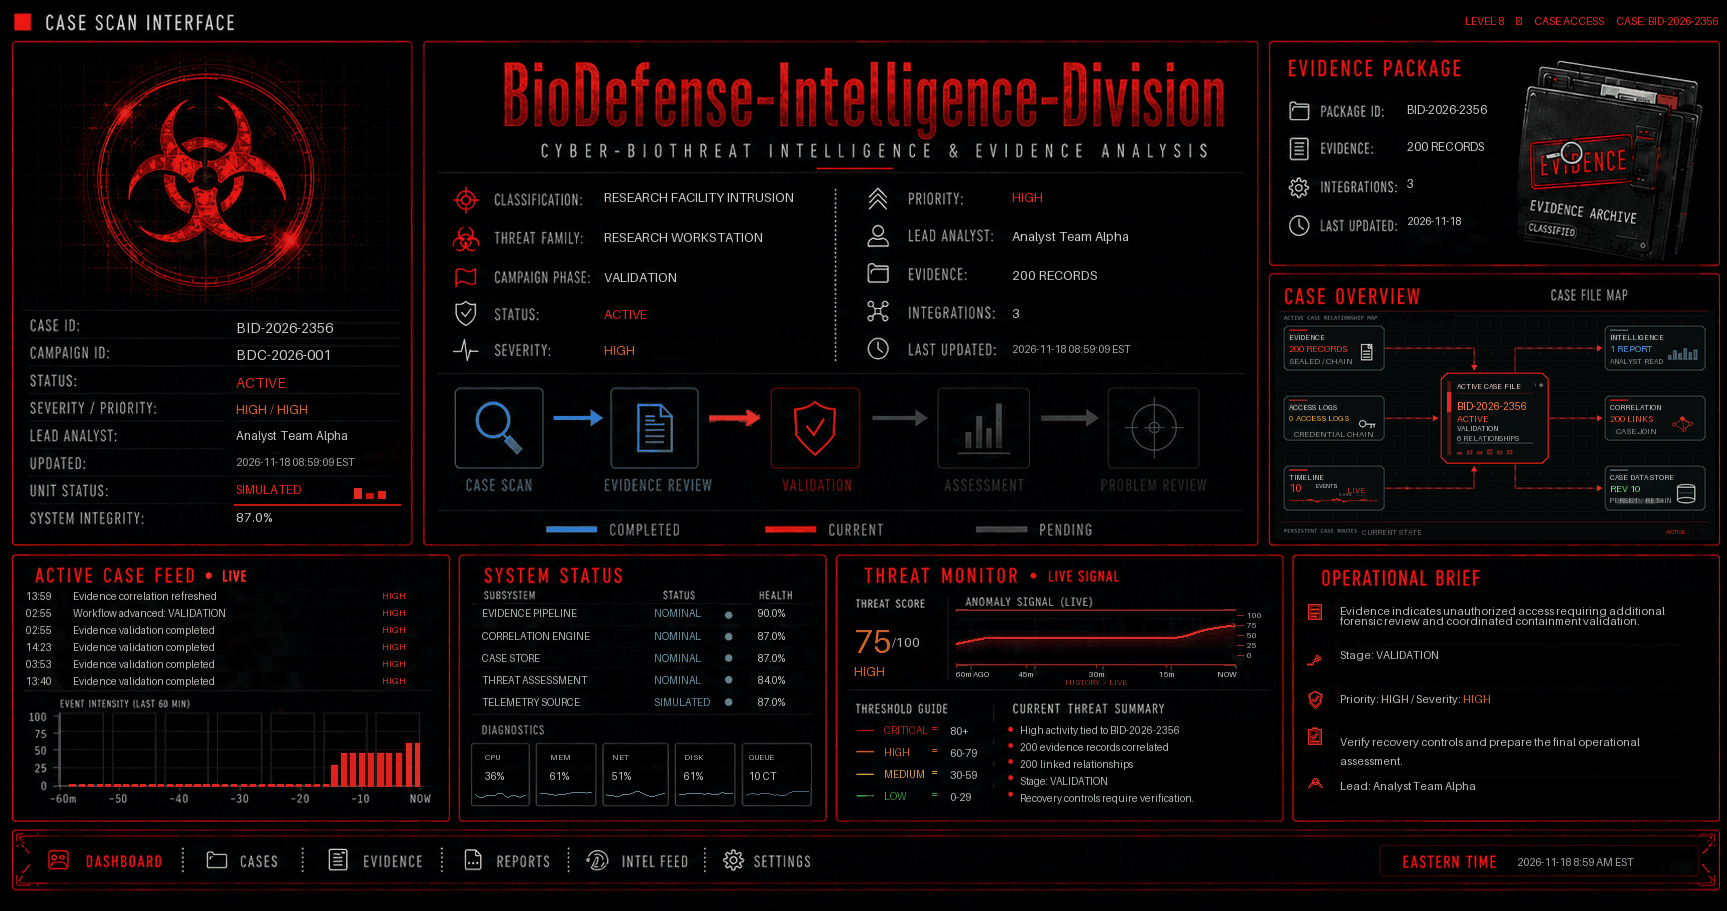 CASE SCAN INTERFACE
LEVEL 8 CASE ACCESS CASE: BID-2026-2356
CASE ID: BID-2026-2356
CAMPAIGN ID: BDC-2026-001
STATUS: ACTIVE
SEVERITY / PRIORITY: HIGH / HIGH
LEAD ANALYST: Analyst Team Alpha
UPDATED: 2026-11-18 08:59:09 EST
UNIT STATUS: SIMULATED
SYSTEM INTEGRITY: 87.0%
BioDefense-Intelligence-Division
CYBER-BIOTHREAT INTELLIGENCE & EVIDENCE ANALYSIS
CLASSIFICATION: RESEARCH FACILITY INTRUSION
THREAT FAMILY: RESEARCH WORKSTATION
CAMPAIGN PHASE: VALIDATION
STATUS: ACTIVE
SEVERITY: HIGH
PRIORITY: HIGH
LEAD ANALYST: Analyst Team Alpha
EVIDENCE: 200 RECORDS
INTEGRATIONS: 3
LAST UPDATED: 2026-11-18 08:59:09 EST
CASE SCAN
EVIDENCE REVIEW
VALIDATION
ASSESSMENT
PROBLEM REVIEW
COMPLETED
CURRENT
PENDING
EVIDENCE PACKAGE
PACKAGE ID: BID-2026-2356
EVIDENCE: 200 RECORDS
INTEGRATIONS: 3
LAST UPDATED: 2026-11-18
EVIDENCE
EVIDENCE ARCHIVE
CLASSIFIED
CASE OVERVIEW
CASE FILE MAP
ACTIVE CASE RELATIONSHIP MAP
EVIDENCE
200 RECORDS
SEALED / CHAIN
ACCESS LOGS
0 ACCESS LOGS
CREDENTIAL CHAIN
TIMELINE
10 EVENTS
LIVE
ACTIVE CASE FILE
BID-2026-2356
ACTIVE
VALIDATION
6 RELATIONSHIPS
INTELLIGENCE
1 REPORT
ANALYST READ
CORRELATION
200 LINKS
CASE JOIN
CASE DATASTORE
REV 10
PERSISTENT CASE ROUTES CURRENT STATE
ACTIVE
ACTIVE CASE FEED • LIVE
13:59 Evidence correlation refreshed HIGH
02:55 Workflow advanced: VALIDATION HIGH
02:55 Evidence validation completed HIGH
14:23 Evidence validation completed HIGH
03:53 Evidence validation completed HIGH
13:40 Evidence validation completed HIGH
EVENT INTENSITY (LAST 60 MIN)
100
75
50
25
0
-60m -50 -40 -30 -20 -10 NOW
SYSTEM STATUS
SUBSYSTEM STATUS HEALTH
EVIDENCE PIPELINE NOMINAL 90.0%
CORRELATION ENGINE NOMINAL 87.0%
CASE STORE NOMINAL 87.0%
THREAT ASSESSMENT NOMINAL 84.0%
TELEMETRY SOURCE SIMULATED 87.0%
DIAGNOSTICS
CPU
36%
MEM
61%
NET
51%
DISK
61%
QUEUE
10 CT
THREAT MONITOR • LIVE SIGNAL
THREAT SCORE
75/100
HIGH
ANOMALY SIGNAL (LIVE)
100
75
50
25
0
60m AGO 45m 30m 15m NOW
HISTORY > LIVE
THRESHOLD GUIDE
CRITICAL = 80+
HIGH = 60-79
MEDIUM = 30-59
LOW = 0-29
CURRENT THREAT SUMMARY
High activity tied to BID-2026-2356
200 evidence records correlated
200 linked relationships
Stage: VALIDATION
Recovery controls require verification.
OPERATIONAL BRIEF
Evidence indicates unauthorized access requiring additional
forensic review and coordinated containment validation.
Stage: VALIDATION
Priority: HIGH / Severity: HIGH
Verify recovery controls and prepare the final operational
assessment.
Lead: Analyst Team Alpha
DASHBOARD
CASES
EVIDENCE
REPORTS
INTEL FEED
SETTINGS
EASTERN TIME 2026-11-18 8:59 AM EST